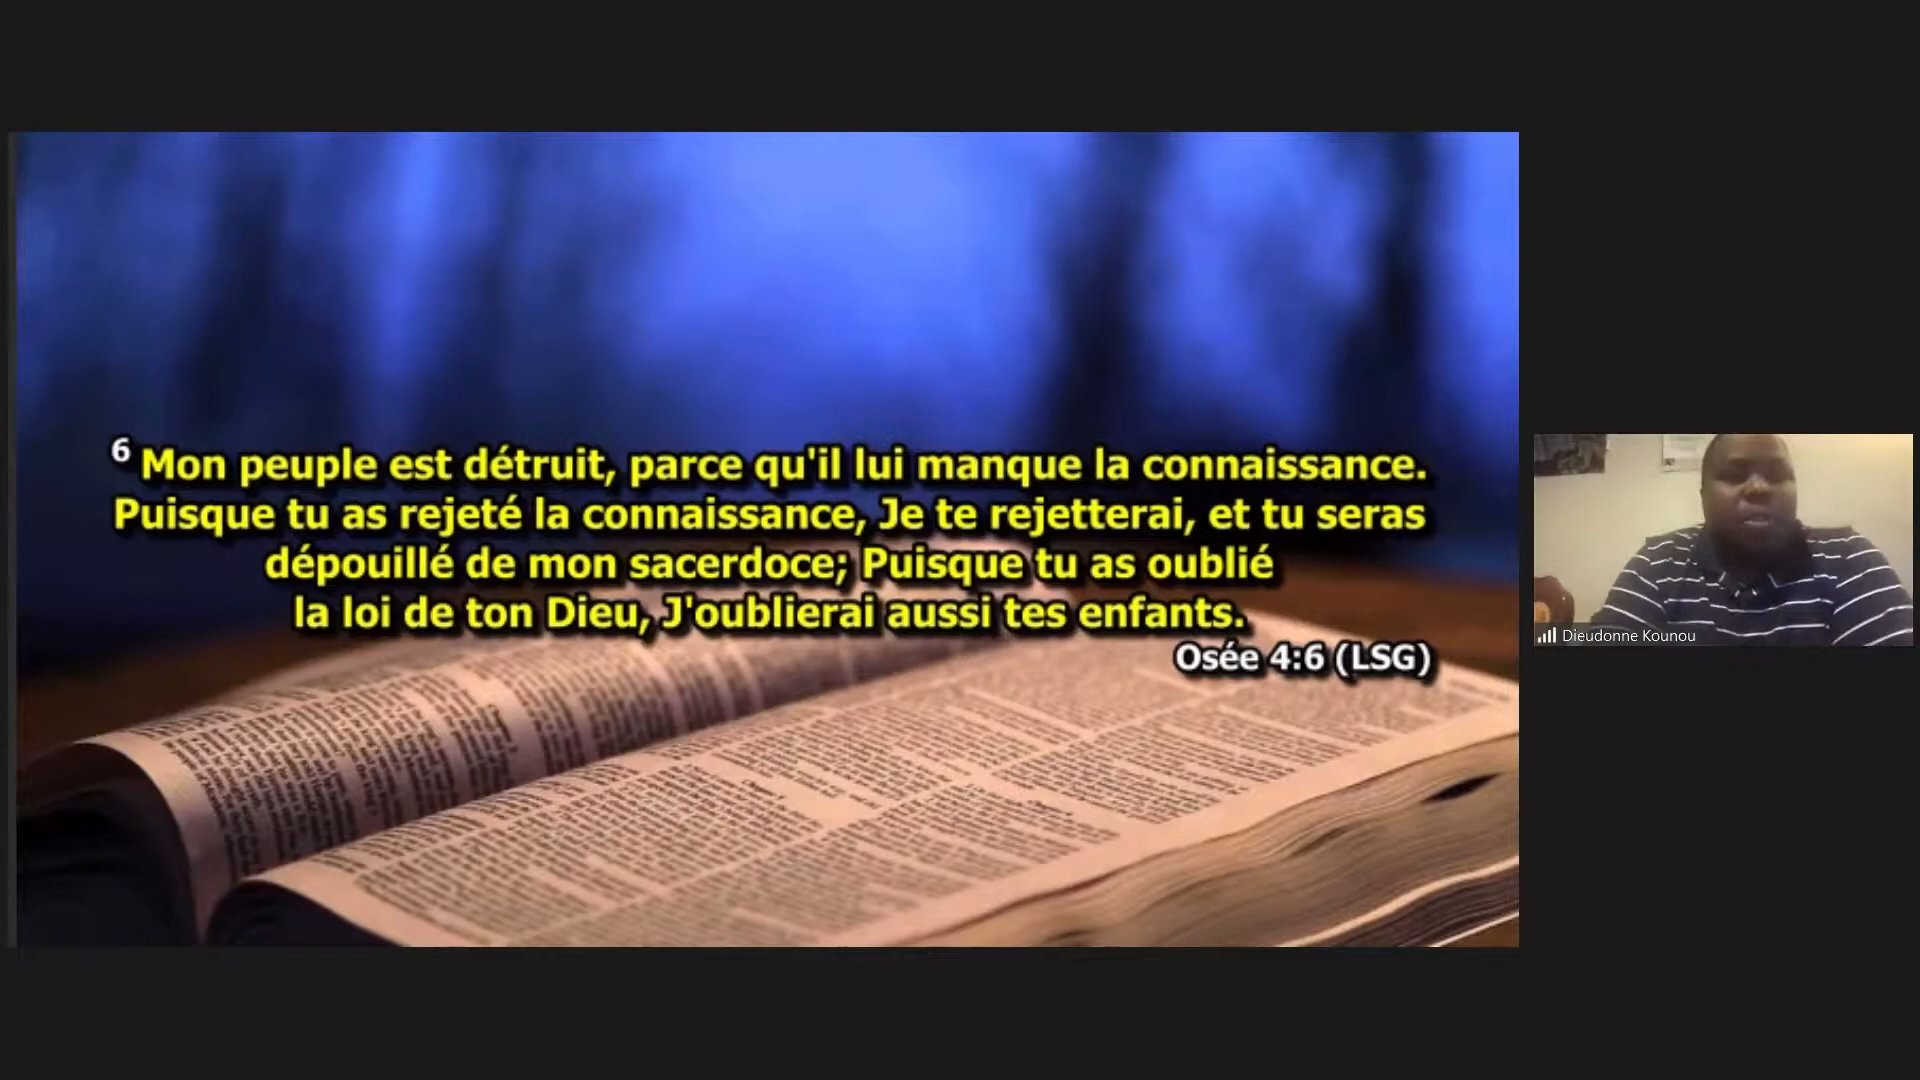 6 Mon peuple est détruit, parce qu'il lui manque la connaissance.
Puisque tu as rejeté la connaissance, Je te rejetterai, et tu seras
dépouillé de mon sacerdoce; Puisque tu as oublié
la loi de ton Dieu, J'oublierai aussi tes enfants.
Osée 4:6 (LSG)
Dieudonne Kounou